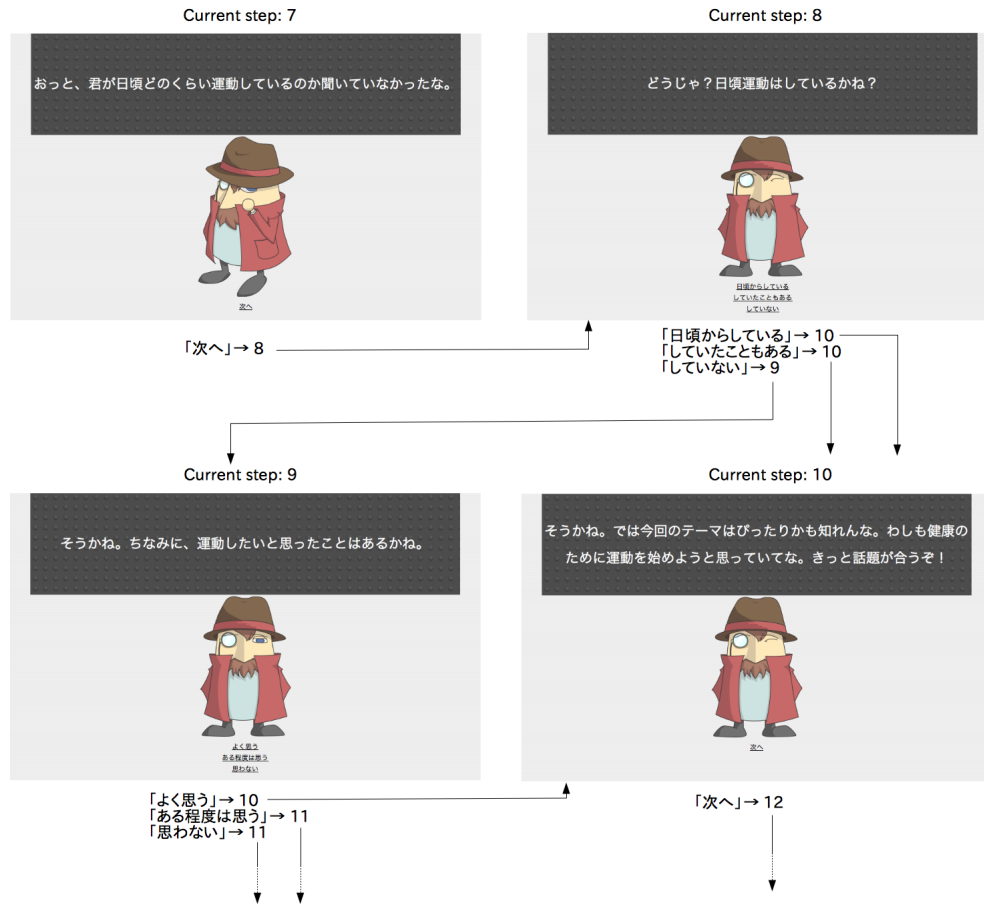 Current step: 7
おっと、君が日頃どのくらい運動しているのか聞いていなかったな。
次へ
「次へ」→ 8
Current step: 8
どうじゃ？日頃運動はしているかね？
日頃からしている
していたこともある
していない
「日頃からしている」→ 10
「していたこともある」→ 10
「していない」→ 9
Current step: 9
そうかね。ちなみに、運動したいと思ったことはあるかね。
よく思う
ある程度は思う
思わない
「よく思う」→ 10
「ある程度は思う」→ 11
「思わない」→ 11
Current step: 10
そうかね。では今回のテーマはぴったりかも知れんな。わしも健康の
ために運動を始めようと思っていてな。きっと話題が合うぞ！
次へ
「次へ」→ 12